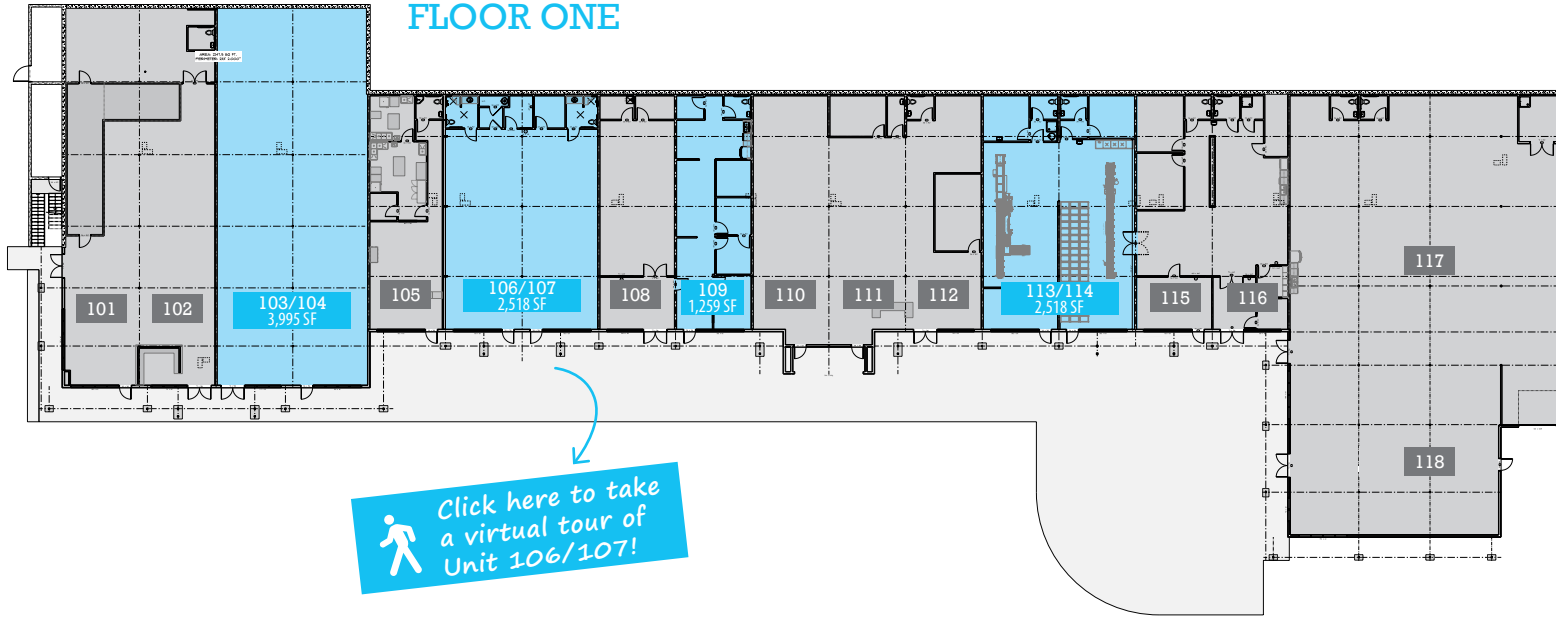 FLOOR ONE
101
102
103/104
3,995 SF
105
106/107
2,518 SF
108
109
1,259 SF
110
111
112
113/114
2,518 SF
115
116
117
118
Click here to take
a virtual tour of
Unit 106/107!